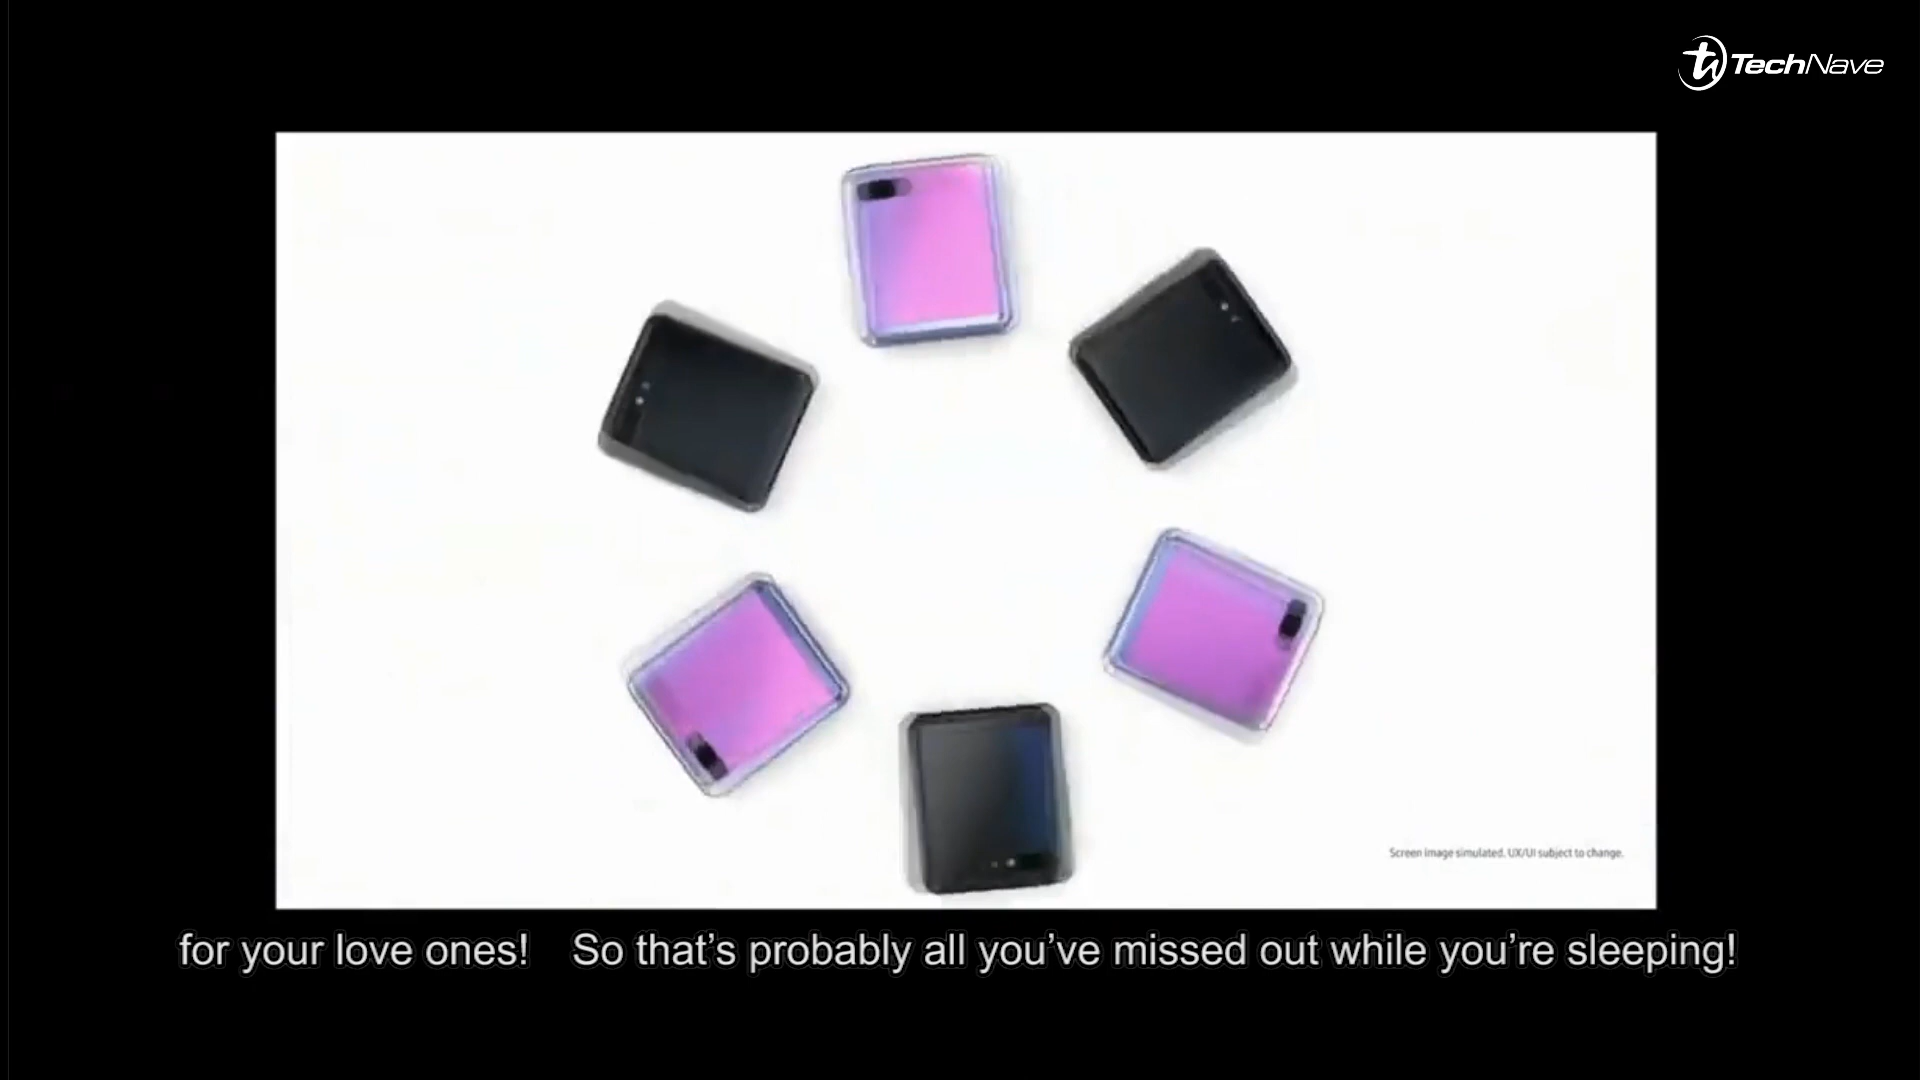 TechNave
Screen image simulated. UX/UI subject to change.
for your love ones! So that's probably all you've missed out while you're sleeping!